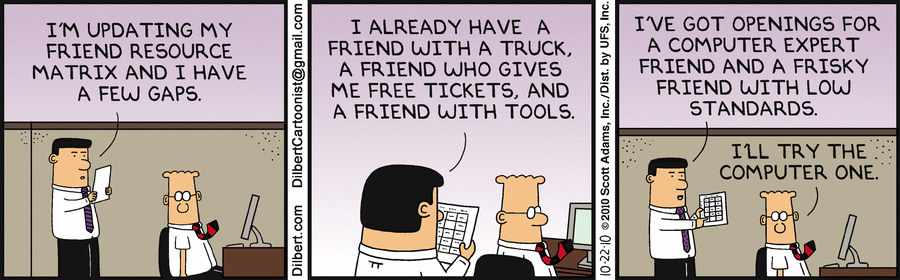 I'M UPDATING MY
FRIEND RESOURCE
MATRIX AND I HAVE
A FEW GAPS.
Dilbert.com DilbertCartoonist@gmail.com
I ALREADY HAVE A
FRIEND WITH A TRUCK,
A FRIEND WHO GIVES
ME FREE TICKETS, AND
A FRIEND WITH TOOLS.
10-22-10 © 2010 Scott Adams, Inc./Dist. by UFS, Inc.
I'VE GOT OPENINGS FOR
A COMPUTER EXPERT
FRIEND AND A FRISKY
FRIEND WITH LOW
STANDARDS.
I'LL TRY THE
COMPUTER ONE.